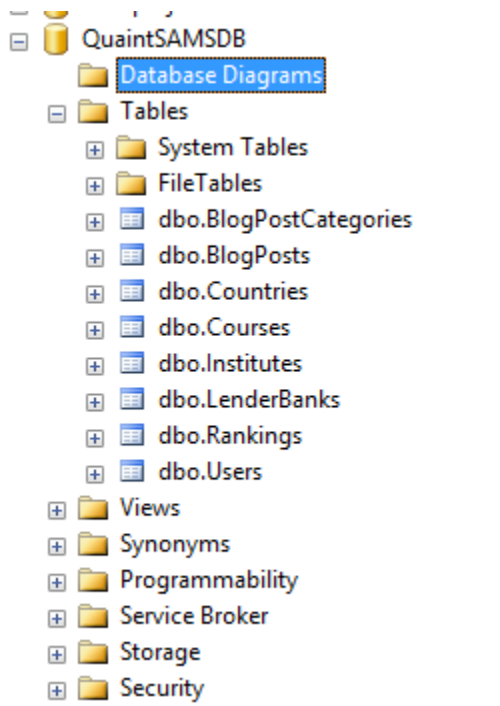 QuaintSAMSDB
Database Diagrams
Tables
System Tables
FileTables
dbo.BlogPostCategories
dbo.BlogPosts
dbo.Countries
dbo.Courses
dbo.Institutes
dbo.LenderBanks
dbo.Rankings
dbo.Users
Views
Synonyms
Programmability
Service Broker
Storage
Security